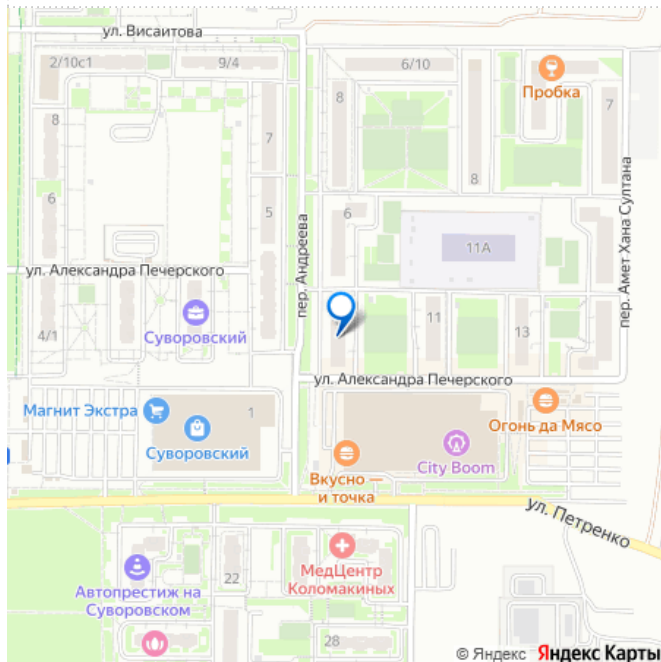 ул. Висаитова
2/10с1
9/4
6/10
Пробка
8
8
7
7
8
6
5
6
пер. Андреева
11А
пер. Амет Хана Султана
ул. Александра Печерского
Суворовский
4/1
11
13
ул. Александра Печерского
Магнит Экстра
1
Суворовский
Огонь да Мясо
City Boom
Вкусно —
и точка
ул. Петренко
МедЦентр
Коломакиных
Автопрестиж на
Суворовском
22
28
© Яндекс Яндекс Карты